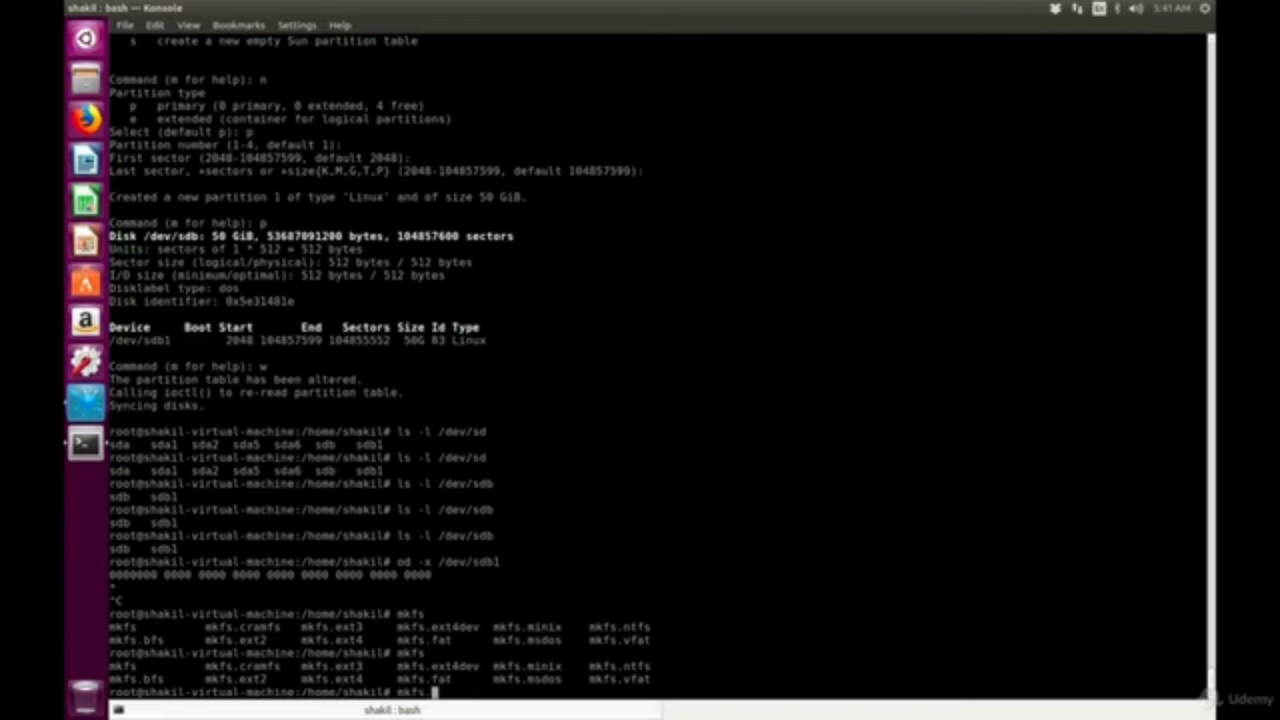 shakil : bash — Konsole
5:41 AM
File Edit View Bookmarks Settings Help
s create a new empty Sun partition table
Command (m for help): n
Partition type
p primary (0 primary, 0 extended, 4 free)
e extended (container for logical partitions)
Select (default p): p
Partition number (1-4, default 1):
First sector (2048-104857599, default 2048):
Last sector, +sectors or +size{K,M,G,T,P} (2048-104857599, default 104857599):
Created a new partition 1 of type 'Linux' and of size 50 GiB.
Command (m for help): p
Disk /dev/sdb: 50 GiB, 53687091200 bytes, 104857600 sectors
Units: sectors of 1 * 512 = 512 bytes
Sector size (logical/physical): 512 bytes / 512 bytes
I/O size (minimum/optimal): 512 bytes / 512 bytes
Disklabel type: dos
Disk identifier: 0x5e31481e
Device Boot Start End Sectors Size Id Type
/dev/sdb1 2048 104857599 104855552 50G 83 Linux
Command (m for help): w
The partition table has been altered.
Calling ioctl() to re-read partition table.
Syncing disks.
root@shakil-virtual-machine:/home/shakil# ls -l /dev/sd
sda sda1 sda2 sda5 sda6 sdb sdb1
root@shakil-virtual-machine:/home/shakil# ls -l /dev/sd
sda sda1 sda2 sda5 sda6 sdb sdb1
root@shakil-virtual-machine:/home/shakil# ls -l /dev/sdb
sdb sdb1
root@shakil-virtual-machine:/home/shakil# ls -l /dev/sdb
sdb sdb1
root@shakil-virtual-machine:/home/shakil# ls -l /dev/sdb
sdb sdb1
root@shakil-virtual-machine:/home/shakil# od -x /dev/sdb1
0000000 0000 0000 0000 0000 0000 0000 0000 0000
*
^C
root@shakil-virtual-machine:/home/shakil# mkfs
mkfs mkfs.cramfs mkfs.ext3 mkfs.ext4dev mkfs.minix mkfs.ntfs
mkfs.bfs mkfs.ext2 mkfs.ext4 mkfs.fat mkfs.msdos mkfs.vfat
root@shakil-virtual-machine:/home/shakil# mkfs
mkfs mkfs.cramfs mkfs.ext3 mkfs.ext4dev mkfs.minix mkfs.ntfs
mkfs.bfs mkfs.ext2 mkfs.ext4 mkfs.fat mkfs.msdos mkfs.vfat
root@shakil-virtual-machine:/home/shakil# mkfs.
shakil : bash
Udemy